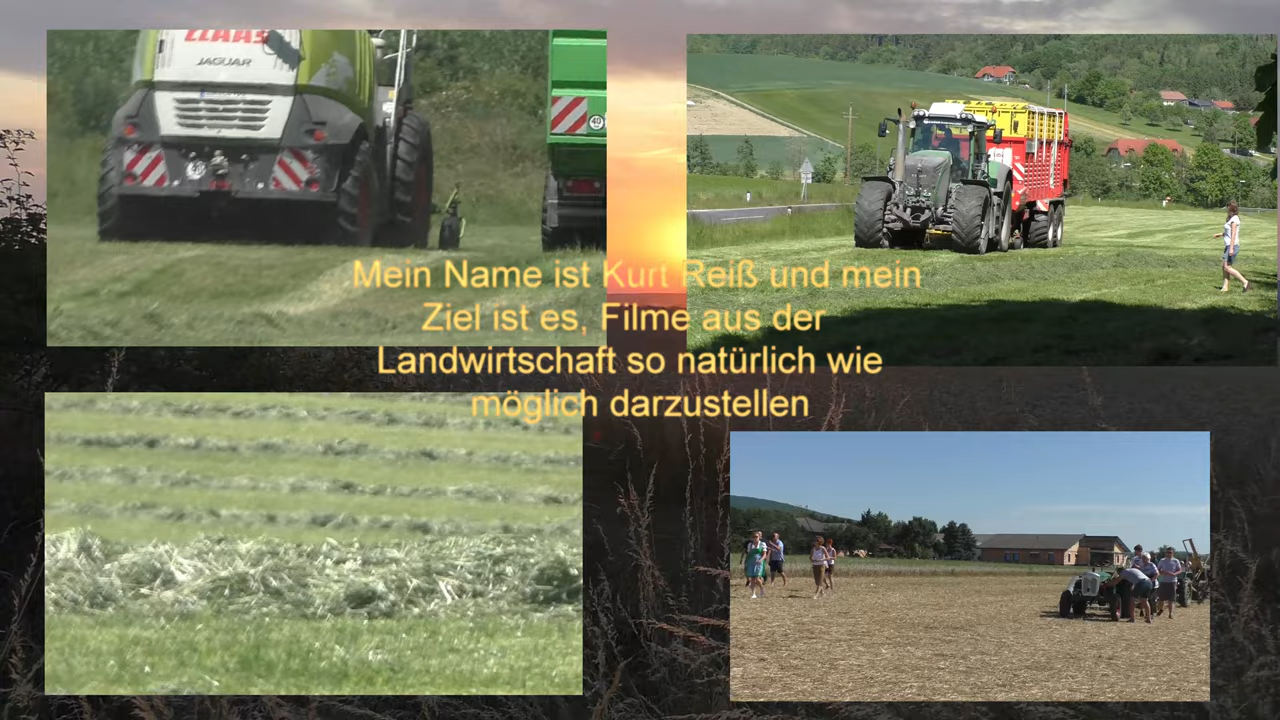 CLAAS
JAGUAR
40
Mein Name ist Kurt Reiß und mein
Ziel ist es, Filme aus der
Landwirtschaft so natürlich wie
möglich darzustellen